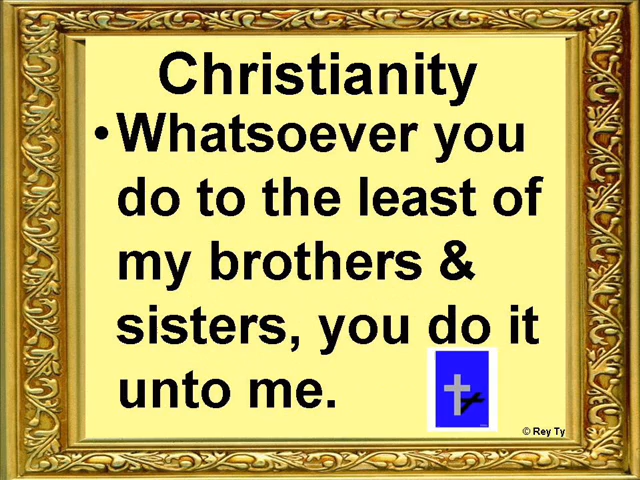 Christianity
•Whatsoever you
do to the least of
my brothers &
sisters, you do it
unto me.
© Rey Ty